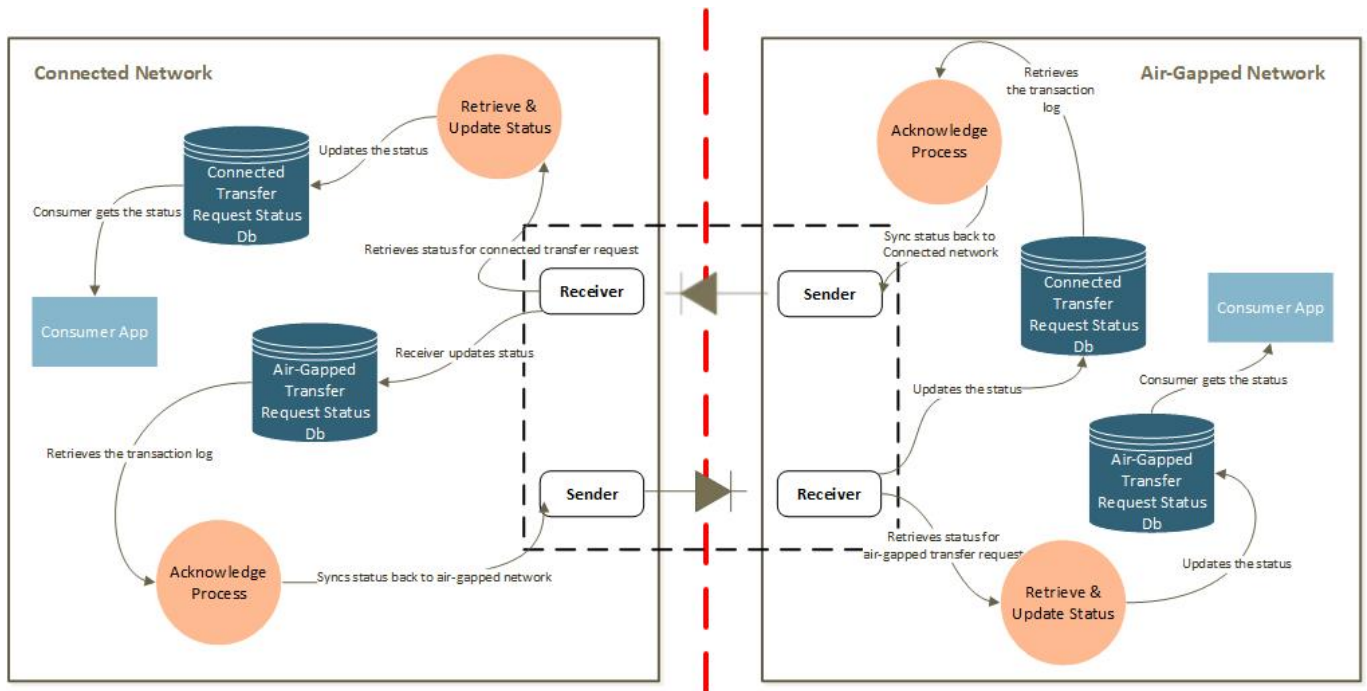 Connected Network
Retrieve &
Update Status
Updates the status
Connected
Transfer
Request Status
Db
Consumer gets the status
Retrieves status for connected transfer request
Consumer App
Receiver
Receiver updates status
Air-Gapped
Transfer
Request Status
Db
Retrieves the transaction log
Sender
Acknowledge
Process
Syncs status back to air-gapped network
Air-Gapped Network
Retrieves
the transaction
log
Acknowledge
Process
Sync status back to
Connected network
Sender
Connected
Transfer
Request Status
Db
Consumer App
Updates the status
Consumer gets the status
Receiver
Air-Gapped
Transfer
Request Status
Db
Retrieves status for
air-gapped transfer request
Updates the status
Retrieve &
Update Status